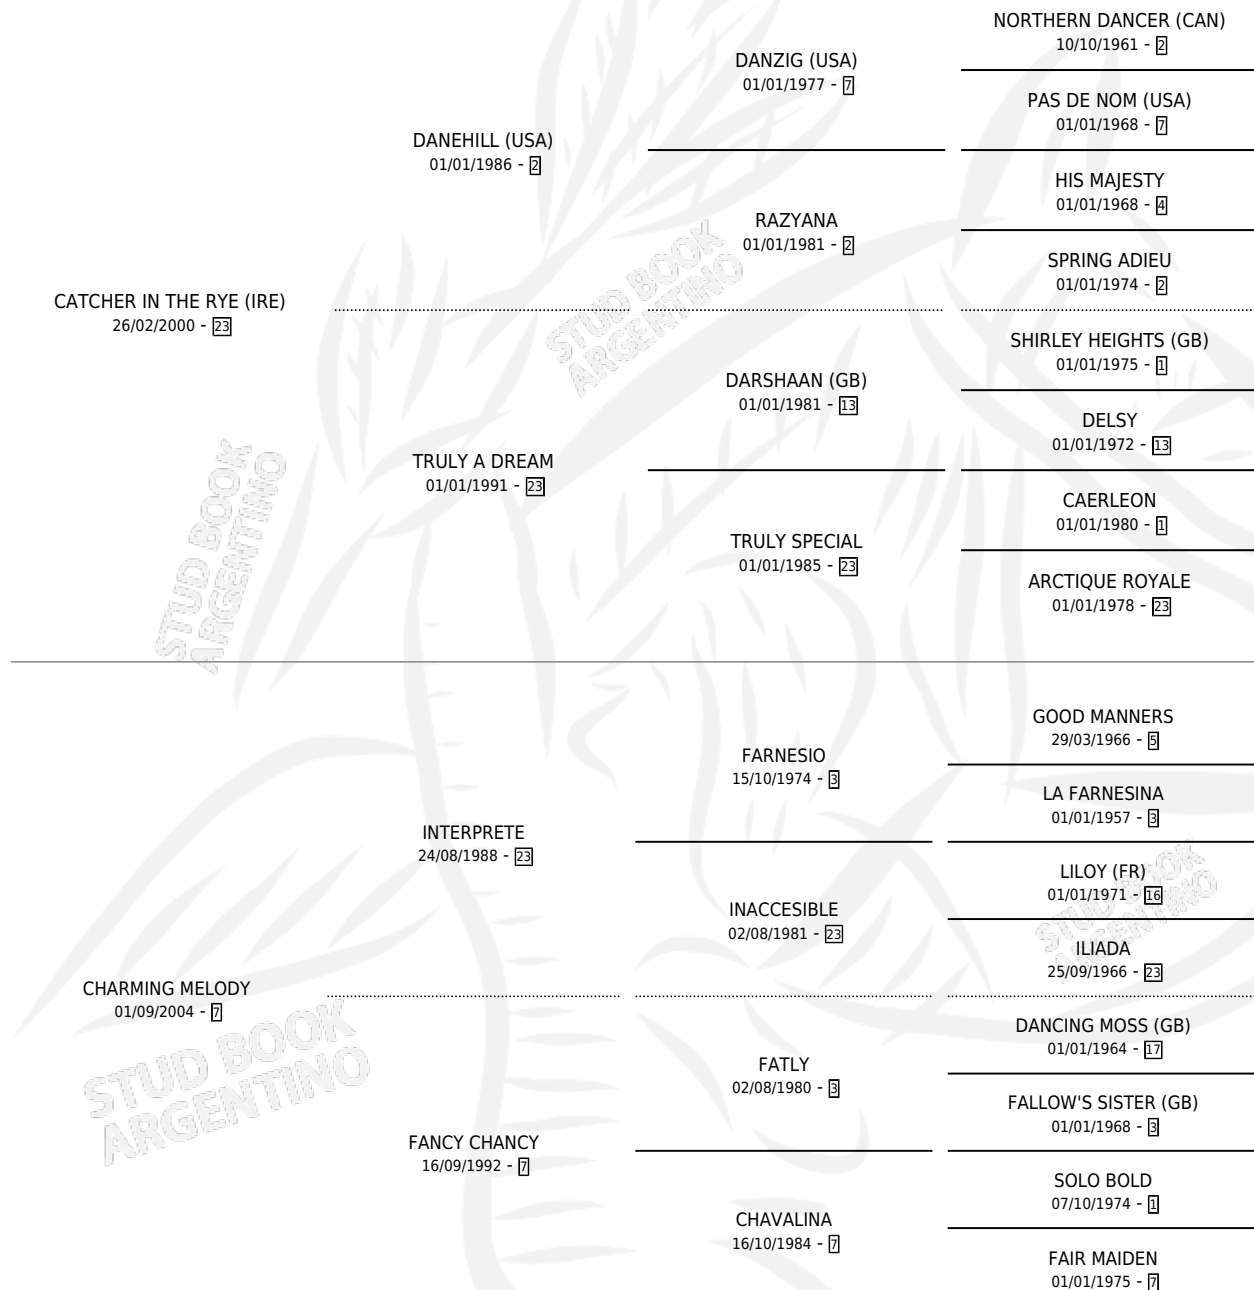 NORTHERN DANCER (CAN)
10/10/1961 - 2
DANZIG (USA)
01/01/1977 - 7
PAS DE NOM (USA)
01/01/1968 - 7
DANEHILL (USA)
01/01/1986 - 2
HIS MAJESTY
01/01/1968 - 4
RAZYANA
01/01/1981 - 2
SPRING ADIEU
01/01/1974 - 2
CATCHER IN THE RYE (IRE)
26/02/2000 - 23
SHIRLEY HEIGHTS (GB)
01/01/1975 - 1
DARSHAAN (GB)
01/01/1981 - 13
DELSY
01/01/1972 - 13
TRULY A DREAM
01/01/1991 - 23
CAERLEON
01/01/1980 - 1
TRULY SPECIAL
01/01/1985 - 23
ARCTIQUE ROYALE
01/01/1978 - 23
GOOD MANNERS
29/03/1966 - 5
FARNESIO
15/10/1974 - 3
LA FARNESINA
01/01/1957 - 3
INTERPRETE
24/08/1988 - 23
LILOY (FR)
01/01/1971 - 16
INACCESIBLE
02/08/1981 - 23
ILIADA
25/09/1966 - 23
CHARMING MELODY
01/09/2004 - 7
DANCING MOSS (GB)
01/01/1964 - 17
FATLY
02/08/1980 - 3
FALLOW'S SISTER (GB)
01/01/1968 - 3
FANCY CHANCY
16/09/1992 - 7
SOLO BOLD
07/10/1974 - 1
CHAVALINA
16/10/1984 - 7
FAIR MAIDEN
01/01/1975 - 7
STUD BOOK
ARGENTINO
STUD BOOK
ARGENTINO
STUD BOOK
ARGENTINO
STUD BOOK
ARGENTINO